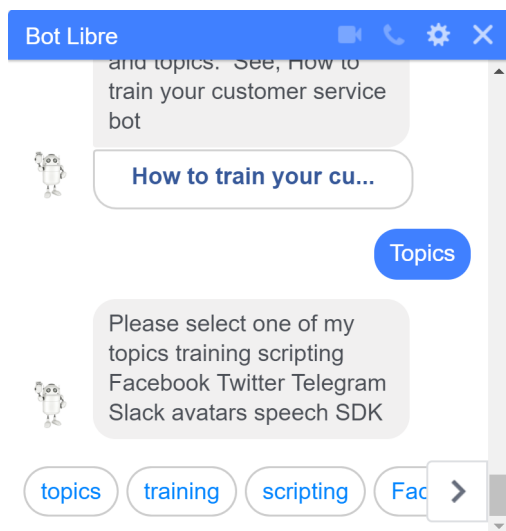 Bot Libre
and topics. See, How to
train your customer service
bot
How to train your cu...
Topics
Please select one of my
topics training scripting
Facebook Twitter Telegram
Slack avatars speech SDK
topics training scripting Fac